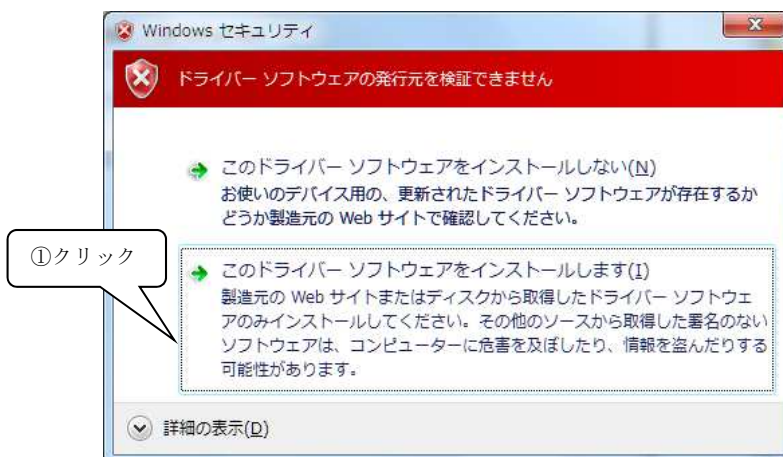 Windows セキュリティ
ドライバー ソフトウェアの発行元を検証できません
このドライバー ソフトウェアをインストールしない(N)
お使いのデバイス用の、更新されたドライバー ソフトウェアが存在するか
どうか製造元の Web サイトで確認してください。
①クリック
このドライバー ソフトウェアをインストールします(I)
製造元の Web サイトまたはディスクから取得したドライバー ソフトウェ
アのみインストールしてください。その他のソースから取得した署名のない
ソフトウェアは、コンピューターに危害を及ぼしたり、情報を盗んだりする
可能性があります。
詳細の表示(D)